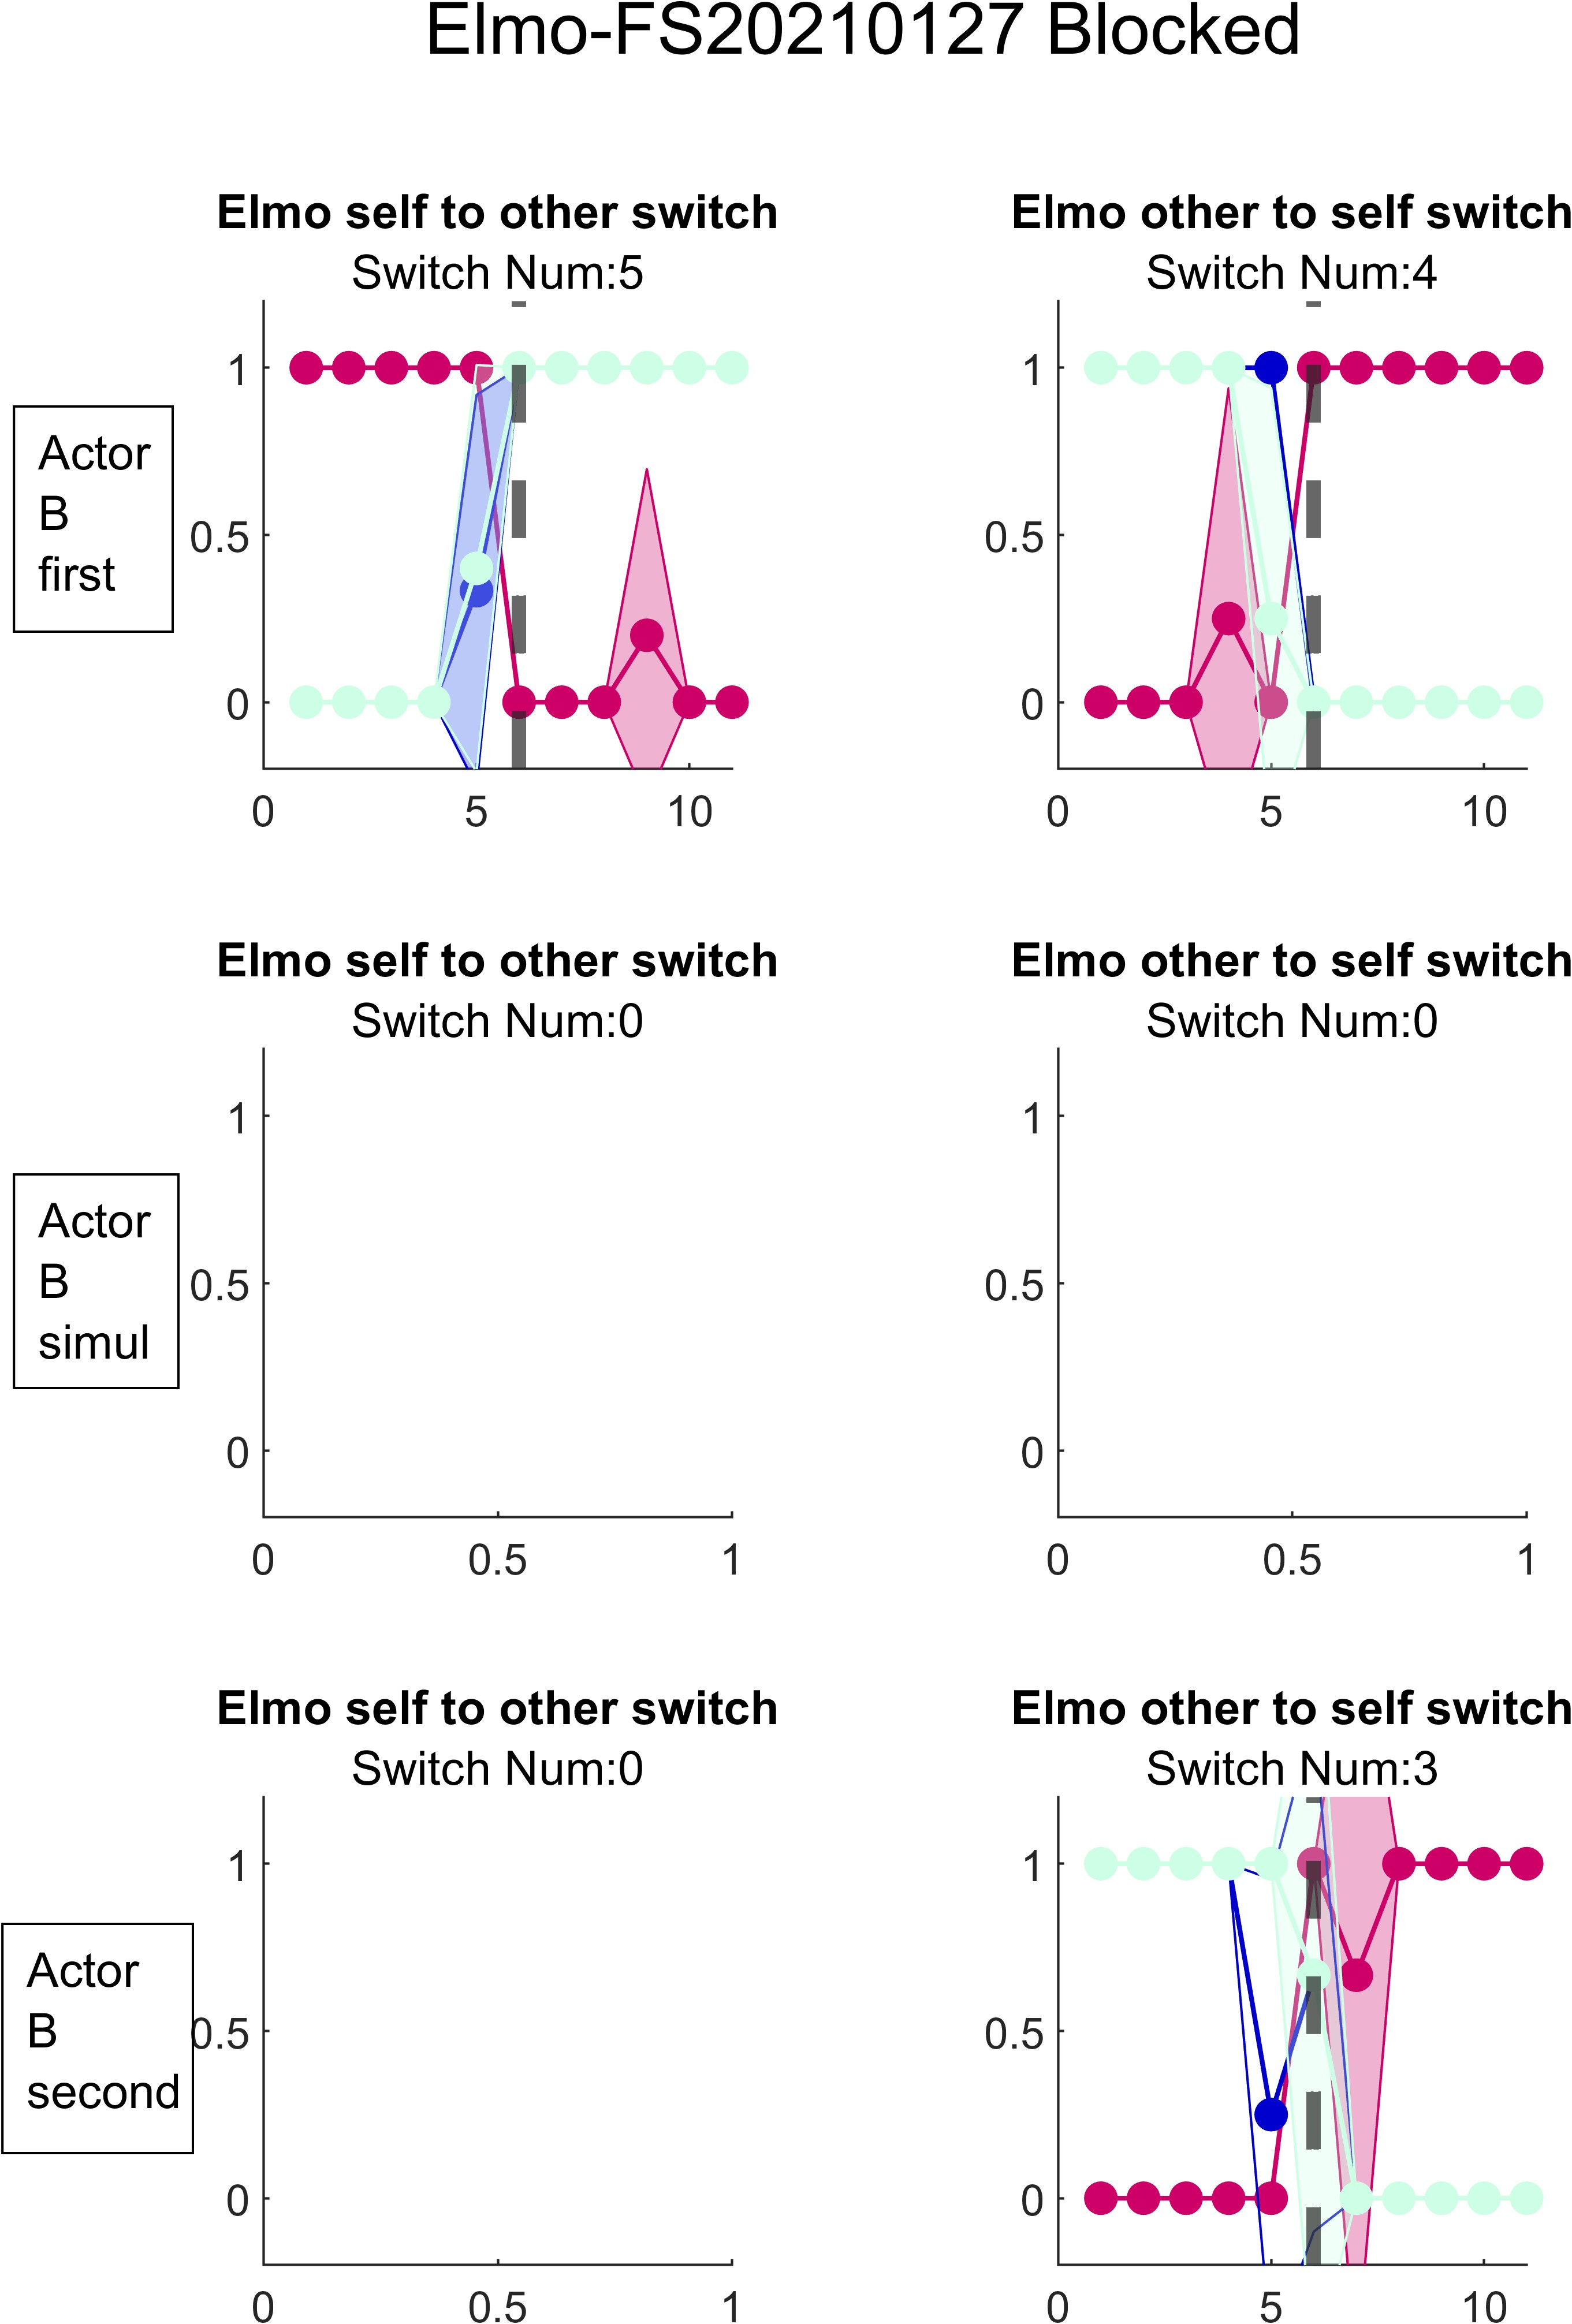 Elmo-FS20210127 Blocked
Elmo self to other switch
Switch Num:5
1
0.5
0
0
5
10
Elmo other to self switch
Switch Num:4
1
0.5
0
0
5
10
Actor
B
first
Elmo self to other switch
Switch Num:0
1
0.5
0
0
0.5
1
Elmo other to self switch
Switch Num:0
1
0.5
0
0
0.5
1
Actor
B
simul
Elmo self to other switch
Switch Num:0
1
0.5
0
0
0.5
1
Elmo other to self switch
Switch Num:3
1
0.5
0
0
5
10
Actor
B
second